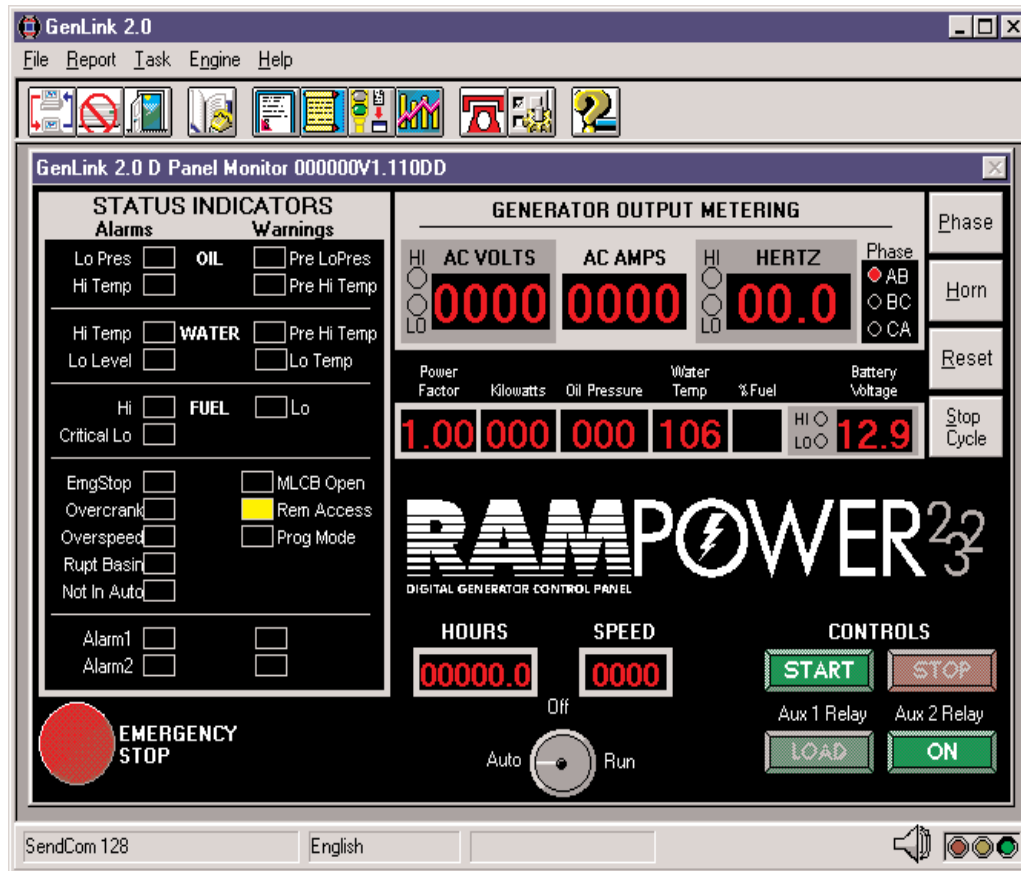 GenLink 2.0
File Report Task Engine Help
GenLink 2.0 D Panel Monitor 000000V1.110DD
STATUS INDICATORS
Alarms Warnings
Lo Pres OIL Pre LoPres
Hi Temp Pre Hi Temp
Hi Temp WATER Pre Hi Temp
Lo Level Lo Temp
Hi FUEL Lo
Critical Lo
EmgStop MLCB Open
Overcrank Rem Access
Overspeed Prog Mode
Rupt Basin
Not In Auto
Alarm1
Alarm2
EMERGENCY
STOP
GENERATOR OUTPUT METERING
HI AC VOLTS AC AMPS HI HERTZ Phase
0000 0000 00.0
LO LO
AB
BC
CA
Phase
Horn
Reset
Stop
Cycle
Power
Factor Kilowatts Oil Pressure Water
Temp %Fuel Battery
Voltage
1.00 000 000 106 HI LO 12.9
RAMPOWER 2232
DIGITAL GENERATOR CONTROL PANEL
HOURS SPEED CONTROLS
00000.0 0000 START STOP
Off
Auto Run
Aux 1 Relay Aux 2 Relay
LOAD ON
SendCom 128 English